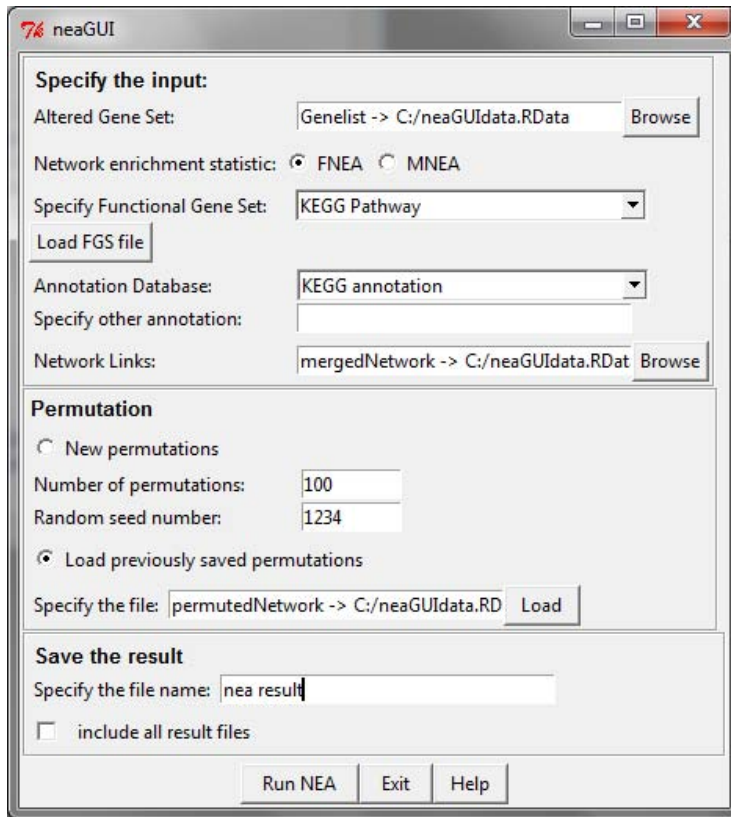 neaGUI
Specify the input:
Altered Gene Set: Genelist -> C:/neaGUIdata.RData Browse
Network enrichment statistic: FNEA MNEA
Specify Functional Gene Set: KEGG Pathway
Load FGS file
Annotation Database: KEGG annotation
Specify other annotation:
Network Links: mergedNetwork -> C:/neaGUIdata.RDat Browse
Permutation
New permutations
Number of permutations: 100
Random seed number: 1234
Load previously saved permutations
Specify the file: permutedNetwork -> C:/neaGUIdata.RD Load
Save the result
Specify the file name: nea result
include all result files
Run NEA Exit Help